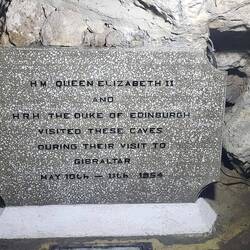 H.M. QUEEN ELIZABETH II
AND
H.R.H. THE DUKE OF EDINBURGH
VISITED THESE CAVES
DURING THEIR VISIT TO
GIBRALTAR
MAY 10th – 11th 1954